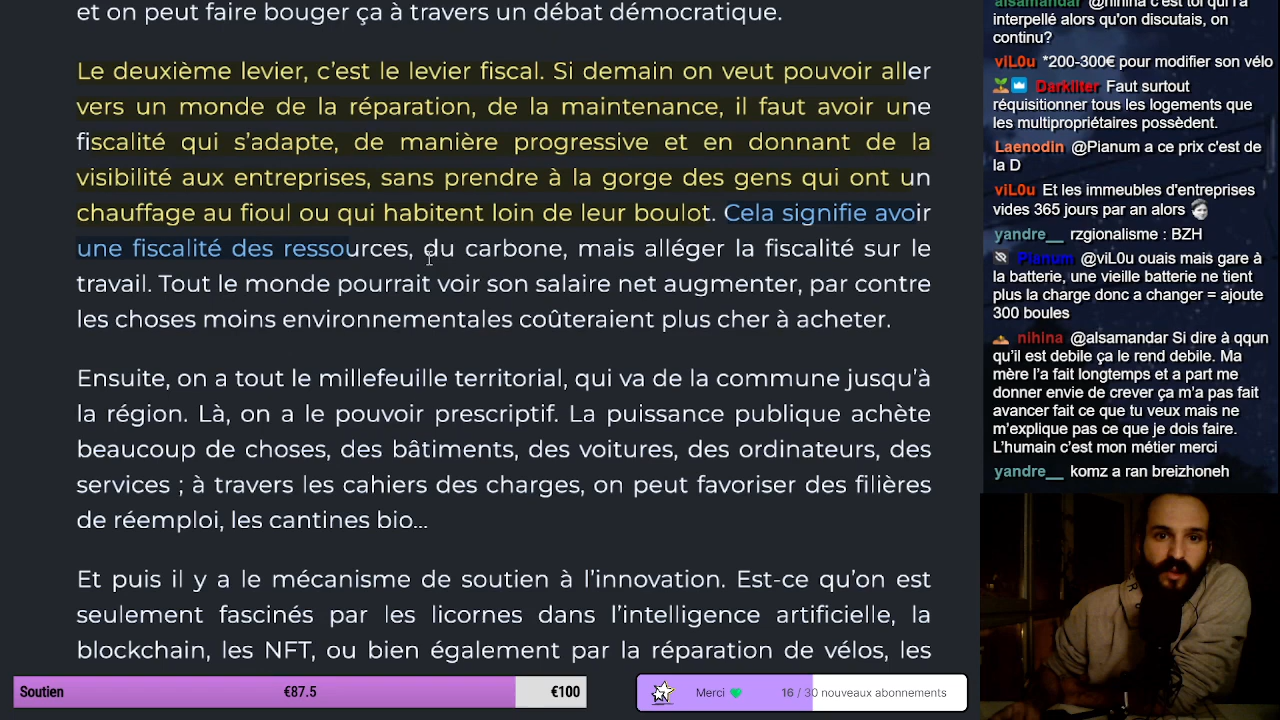 et on peut faire bouger ça à travers un débat démocratique.
Le deuxième levier, c’est le levier fiscal. Si demain on veut pouvoir aller
vers un monde de la réparation, de la maintenance, il faut avoir une
fiscalité qui s’adapte, de manière progressive et en donnant de la
visibilité aux entreprises, sans prendre à la gorge des gens qui ont un
chauffage au fioul ou qui habitent loin de leur boulot. Cela signifie avoir
une fiscalité des ressources, du carbone, mais alléger la fiscalité sur le
travail. Tout le monde pourrait voir son salaire net augmenter, par contre
les choses moins environnementales coûteraient plus cher à acheter.
Ensuite, on a tout le millefeuille territorial, qui va de la commune jusqu’à
la région. Là, on a le pouvoir prescriptif. La puissance publique achète
beaucoup de choses, des bâtiments, des voitures, des ordinateurs, des
services ; à travers les cahiers des charges, on peut favoriser des filières
de réemploi, les cantines bio…
Et puis il y a le mécanisme de soutien à l’innovation. Est-ce qu’on est
seulement fascinés par les licornes dans l’intelligence artificielle, la
blockchain, les NFT, ou bien également par la réparation de vélos, les
alsamandar @nihina c'est toi qui l'a
interpellé alors qu'on discutais, on
continu?
viL0u *200-300€ pour modifier son vélo
Darkliter Faut surtout
réquisitionner tous les logements que
les multipropriétaires possèdent.
Laenodin @Pianum a ce prix c'est de
la D
viL0u Et les immeubles d'entreprises
vides 365 jours par an alors
yandre__ rzgionalisme : BZH
Pianum @viL0u ouais mais gare à
la batterie, une vieille batterie ne tient
plus la charge donc a changer = ajoute
300 boules
nihina @alsamandar Si dire à qqun
qu’il est debile ça le rend debile. Ma
mère l’a fait longtemps et a part me
donner envie de crever ça m’a pas fait
avancer fait ce que tu veux mais ne
m’explique pas ce que je dois faire.
L’humain c’est mon métier merci
yandre__ komz a ran breizhoneh
Soutien €87.5 €100
Merci 16 / 30 nouveaux abonnements